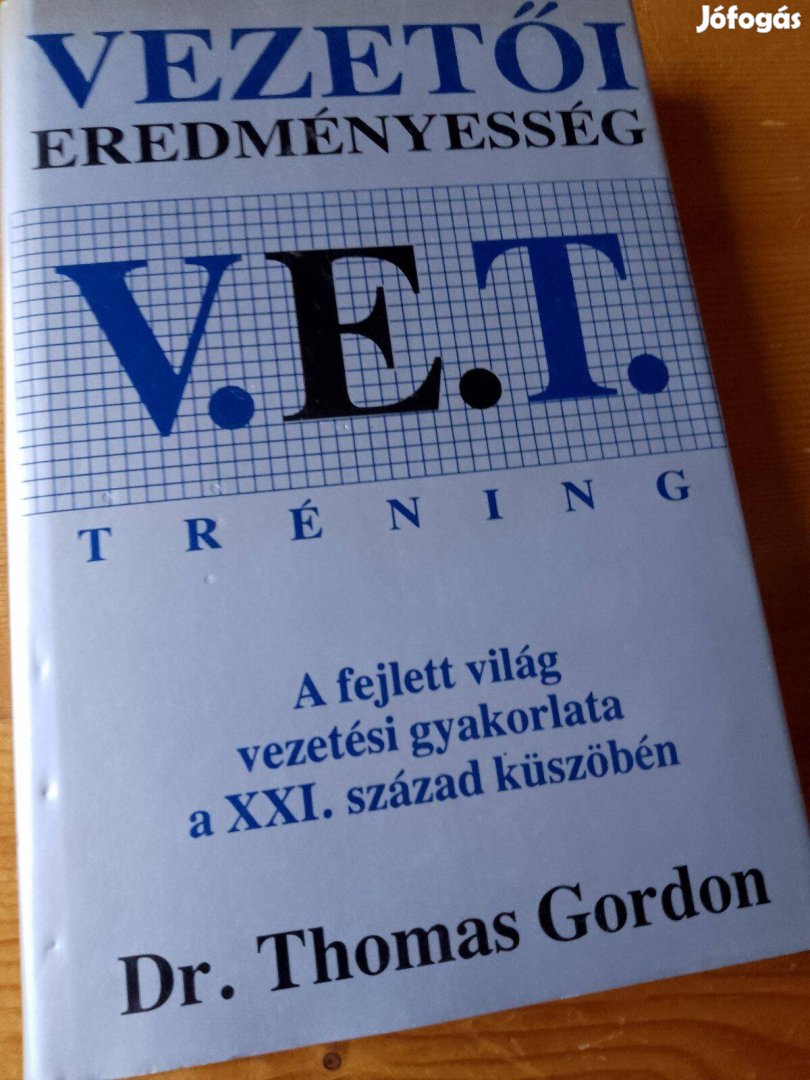 Jófogás
VEZETŐI
EREDMÉNYESSÉG
V.E.T.
TRÉNING
A fejlett világ
vezetési gyakorlata
a XXI. század küszöbén
Dr. Thomas Gordon